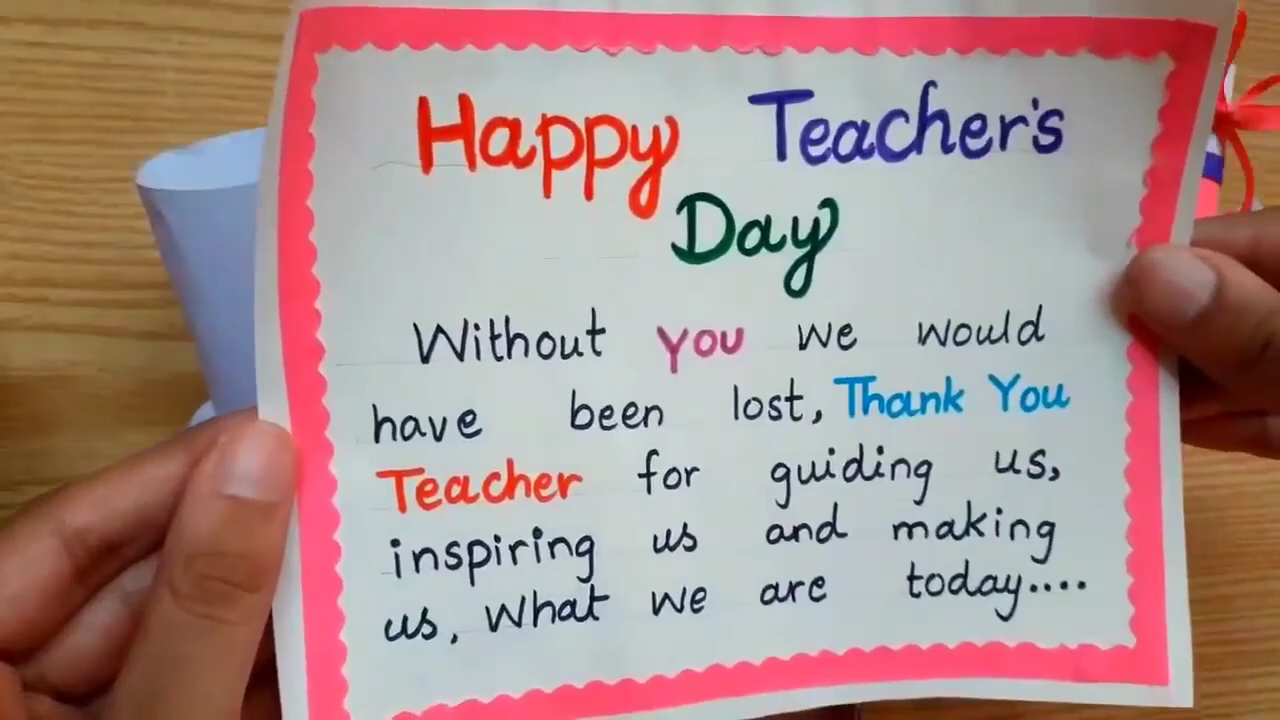 Happy Teacher's
Day
Without you we would
have been lost, Thank You
Teacher for guiding us,
inspiring us and making
us, What we are today....